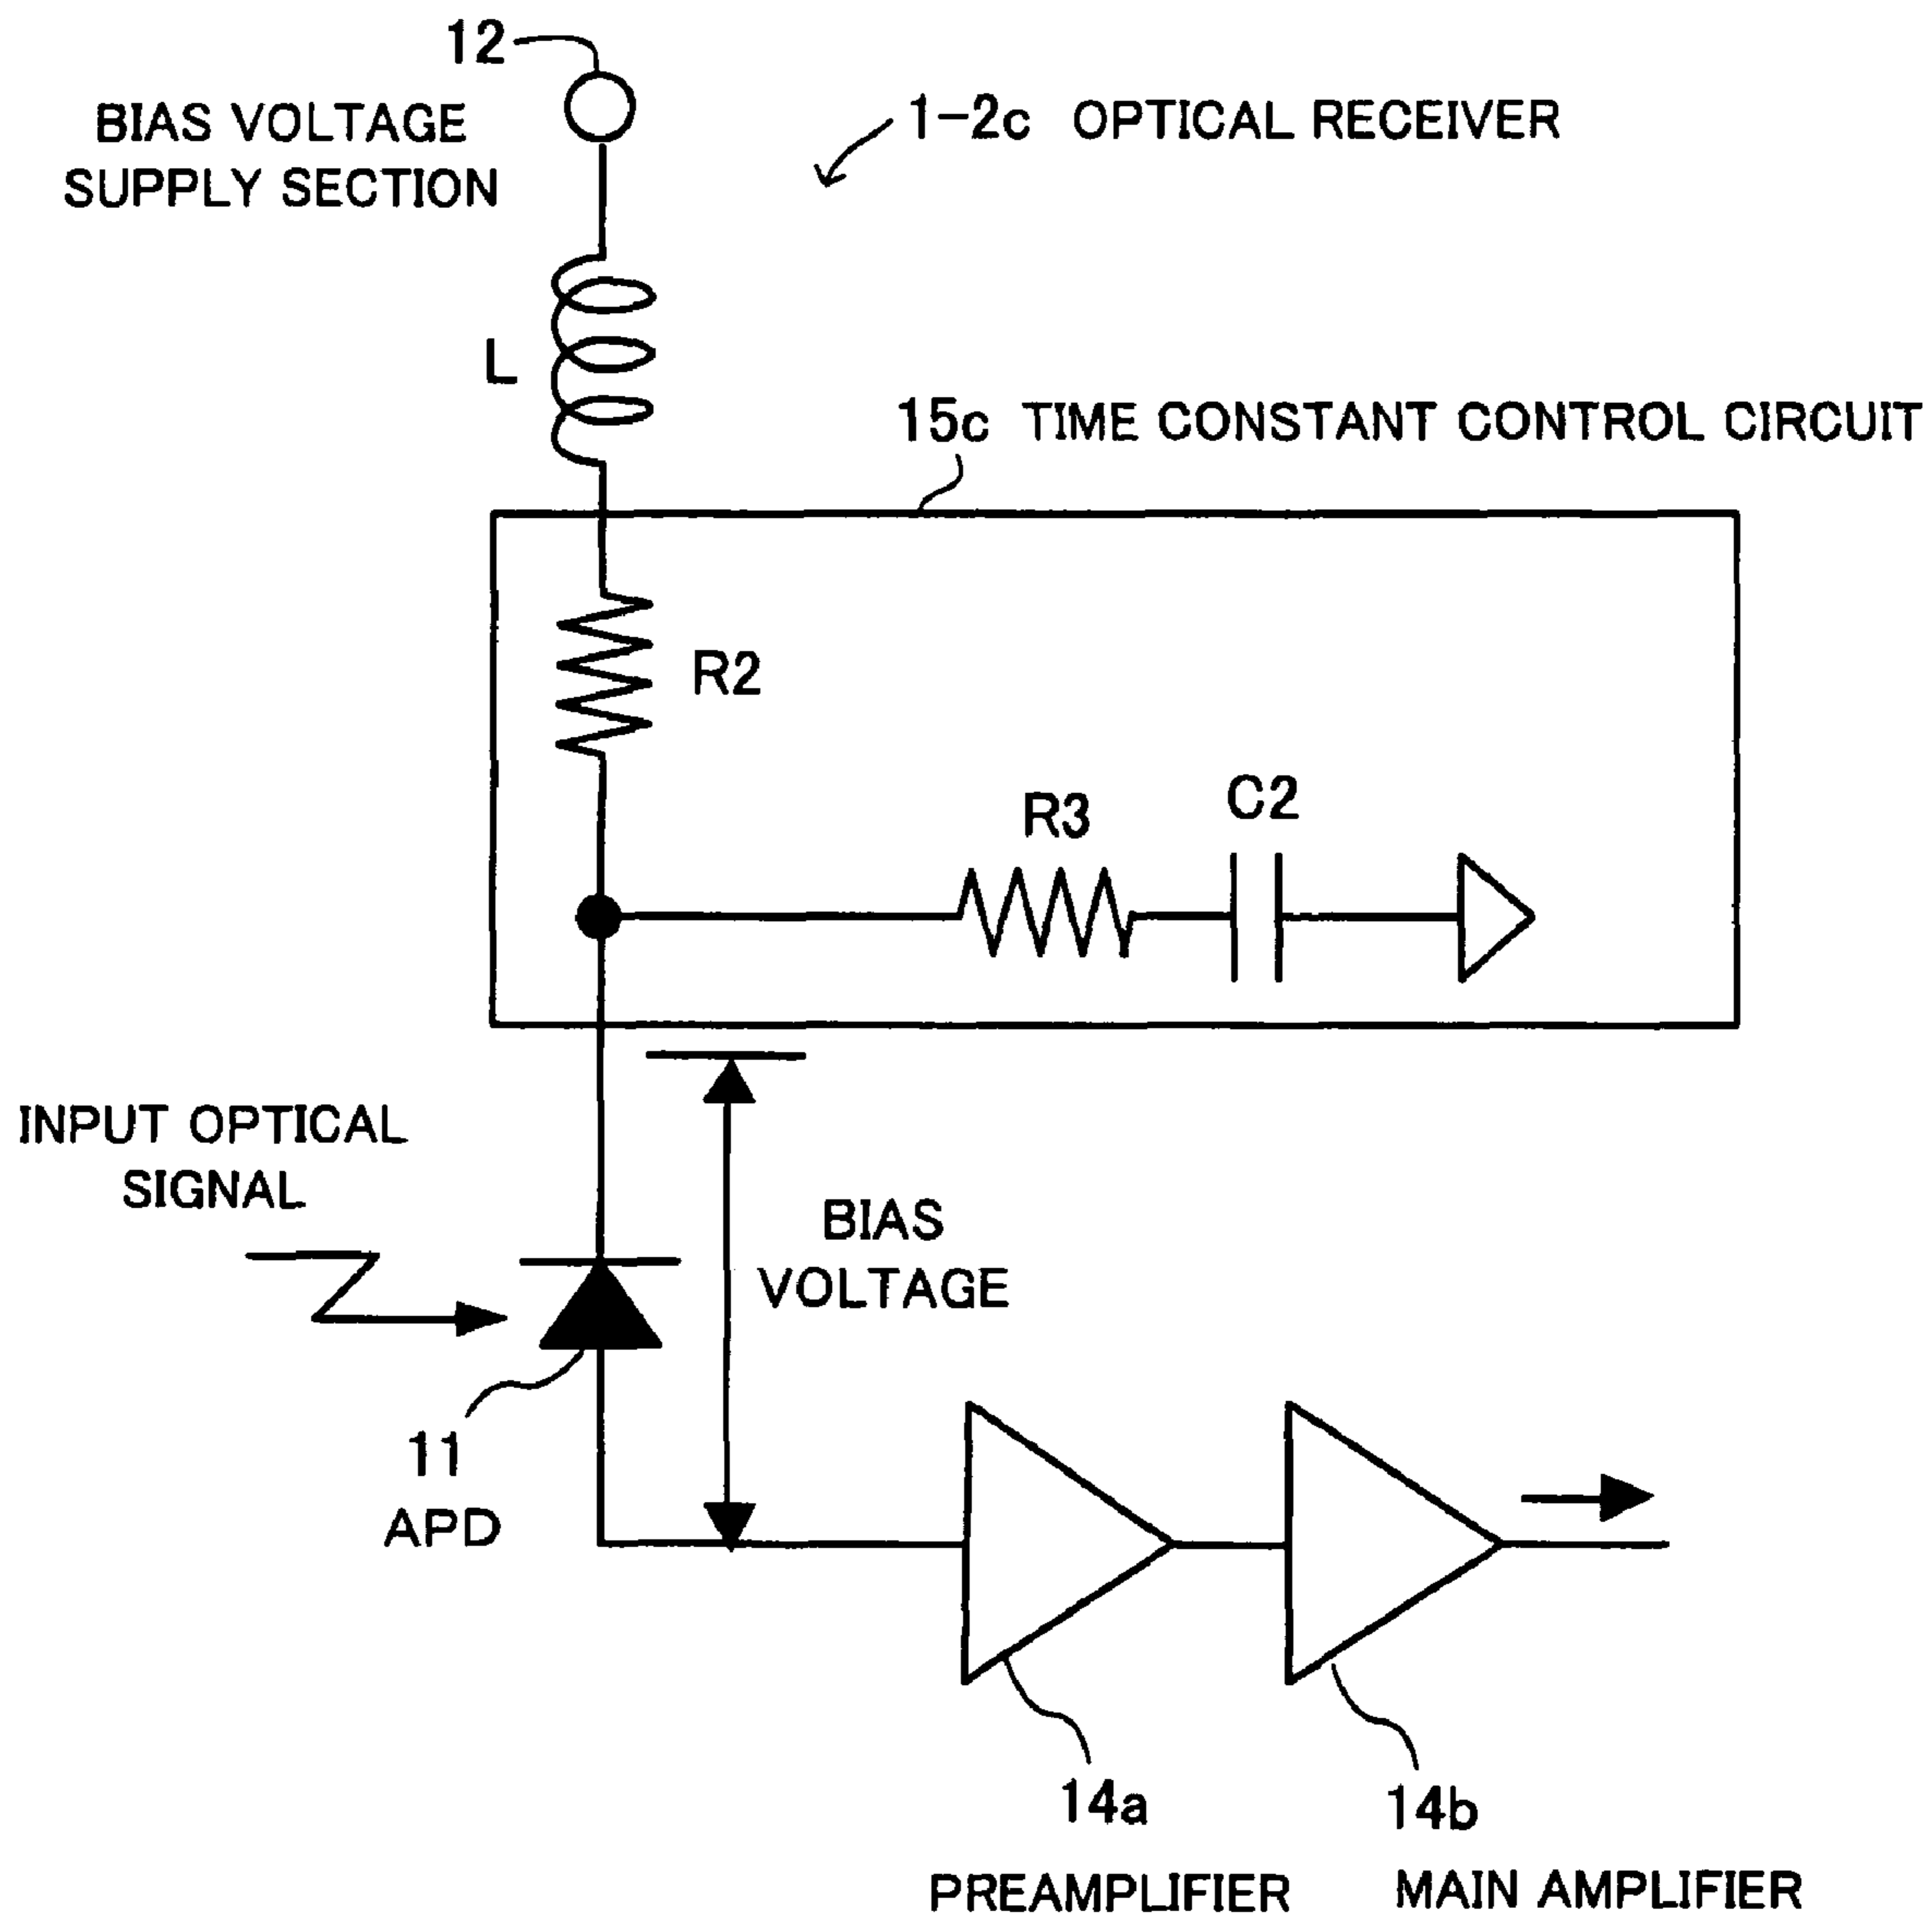 12
BIAS VOLTAGE
SUPPLY SECTION
1-2c OPTICAL RECEIVER
L
15c TIME CONSTANT CONTROL CIRCUIT
R2
R3
C2
INPUT OPTICAL
SIGNAL
BIAS
VOLTAGE
11
APD
14a
PREAMPLIFIER
14b
MAIN AMPLIFIER